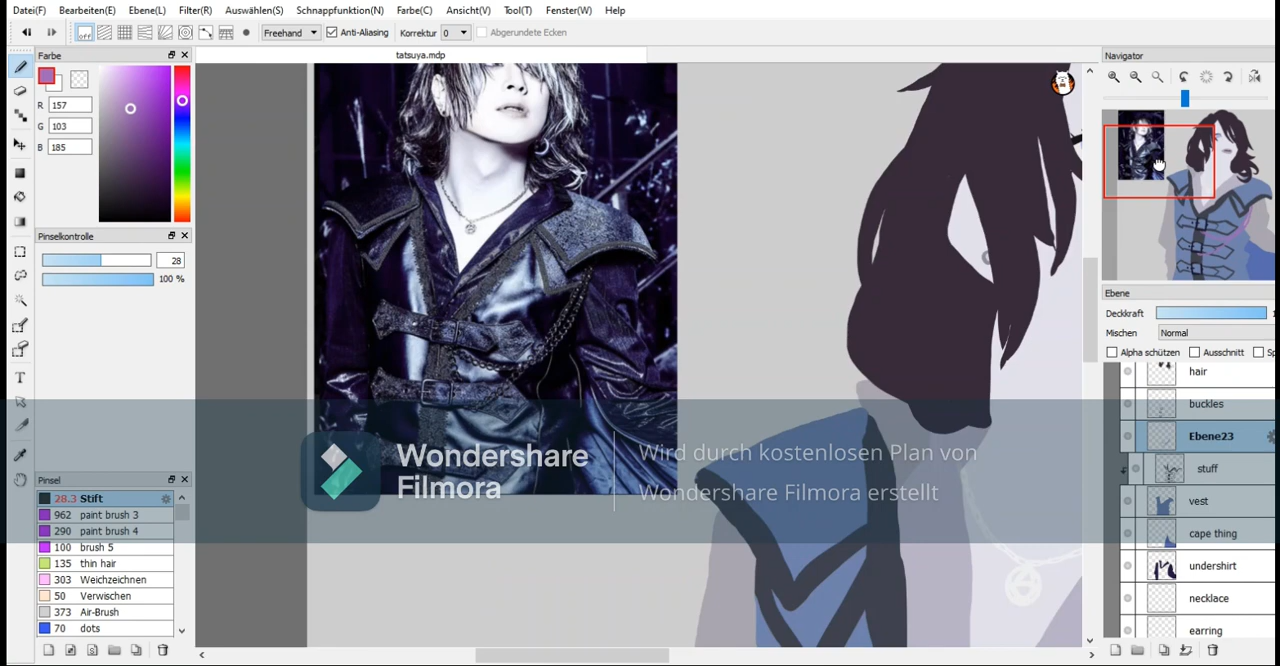 Datei(F) Bearbeiten(E) Ebene(L) Filter(R) Auswählen(S) Schnappfunktion(N) Farbe(C) Ansicht(V) Tool(T) Fenster(W) Help
off Freehand Anti-Aliasing Korrektur 0 Abgerundete Ecken
Farbe
tatsuya.mdp
Navigator
R 157
G 103
B 185
Pinselkontrolle
28
100 %
Ebene
Deckkraft
Mischen Normal
Alpha schützen Ausschnitt Sp
hair
buckles
Ebene23
stuff
vest
cape thing
undershirt
necklace
earring
Wondershare
Filmora
Wird durch kostenlosen Plan von
Wondershare Filmora erstellt
Pinsel
28.3 Stift
962 paint brush 3
290 paint brush 4
100 brush 5
135 thin hair
303 Weichzeichnen
50 Verwischen
373 Air-Brush
70 dots